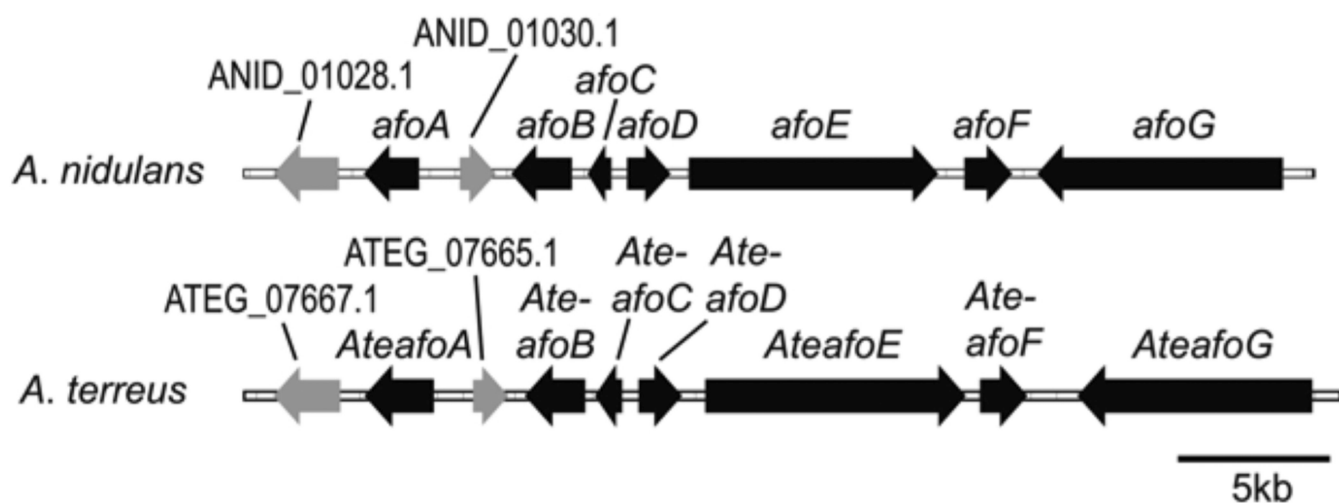 ANID_01030.1
ANID_01028.1
afoC
afoA
afoB
afoD
afoE
afoF
afoG
A. nidulans
ATEG_07665.1
Ate-
Ate-
ATEG_07667.1
Ate-
afoC
afoD
Ate-
AteafoA
afoB
AteafoE
afoF
AteafoG
A. terreus
5kb